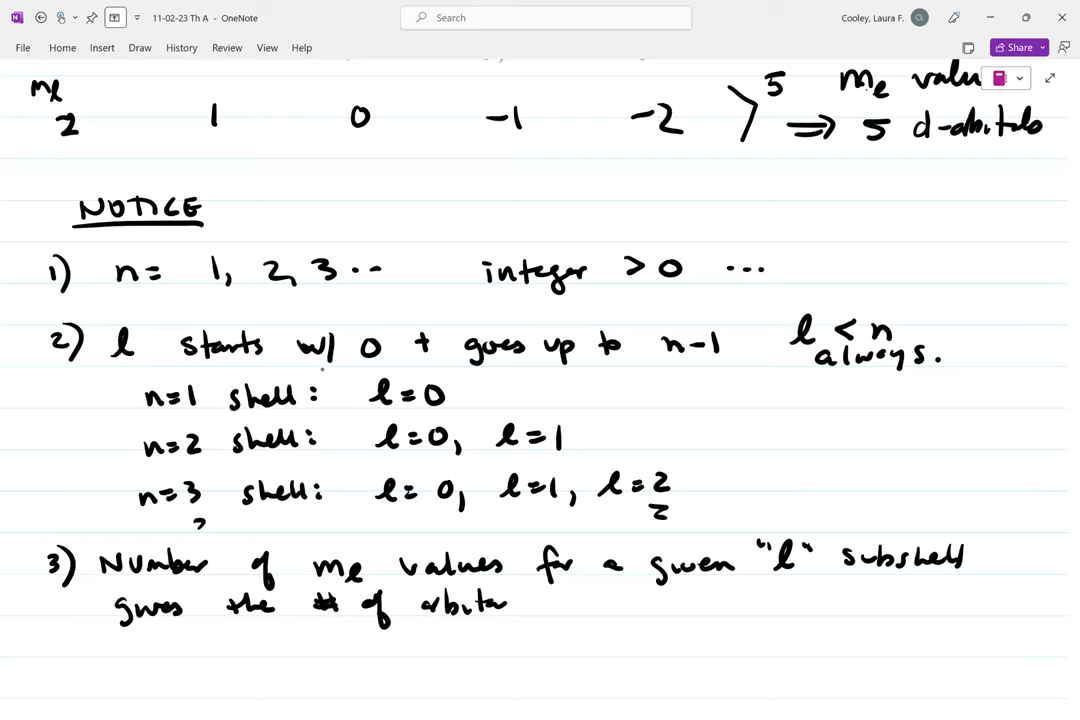 11-02-23 Th A - OneNote
Search
Cooley, Laura F.
CL
File Home Insert Draw History Review View Help
Share
ml 5 ml valu
2 1 0 -1 -2 ⟹ 5 d-orbitals
NOTICE
1) n= 1, 2, 3 ·· integer > 0 ...
2) l starts w/ 0 + goes up to n-1 l < n
always.
n=1 shell: l=0
n=2 shell: l=0, l=1
n=3 shell: l= 0, l=1, l=2
3) Number of ml values for a given "l" subshell
gives the # of orbita